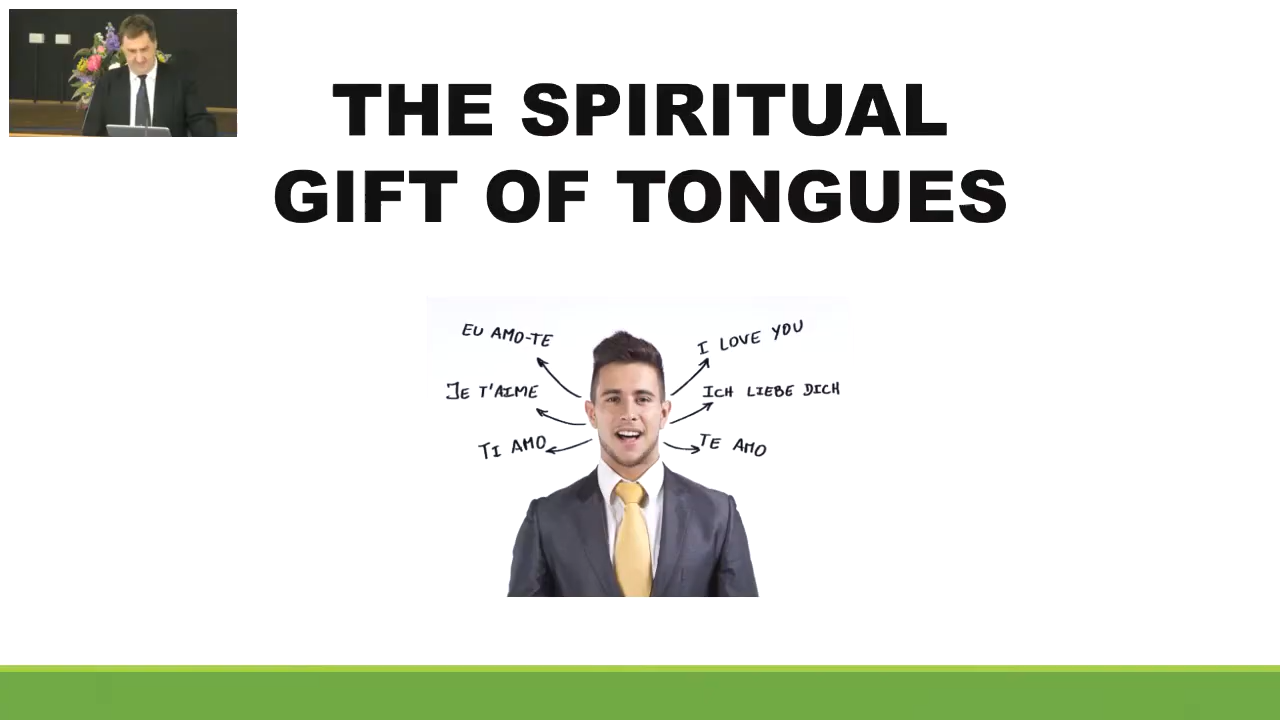 THE SPIRITUAL
GIFT OF TONGUES
EU AMO-TE
I LOVE YOU
JE T'AIME
ICH LIEBE DICH
TI AMO
TE AMO